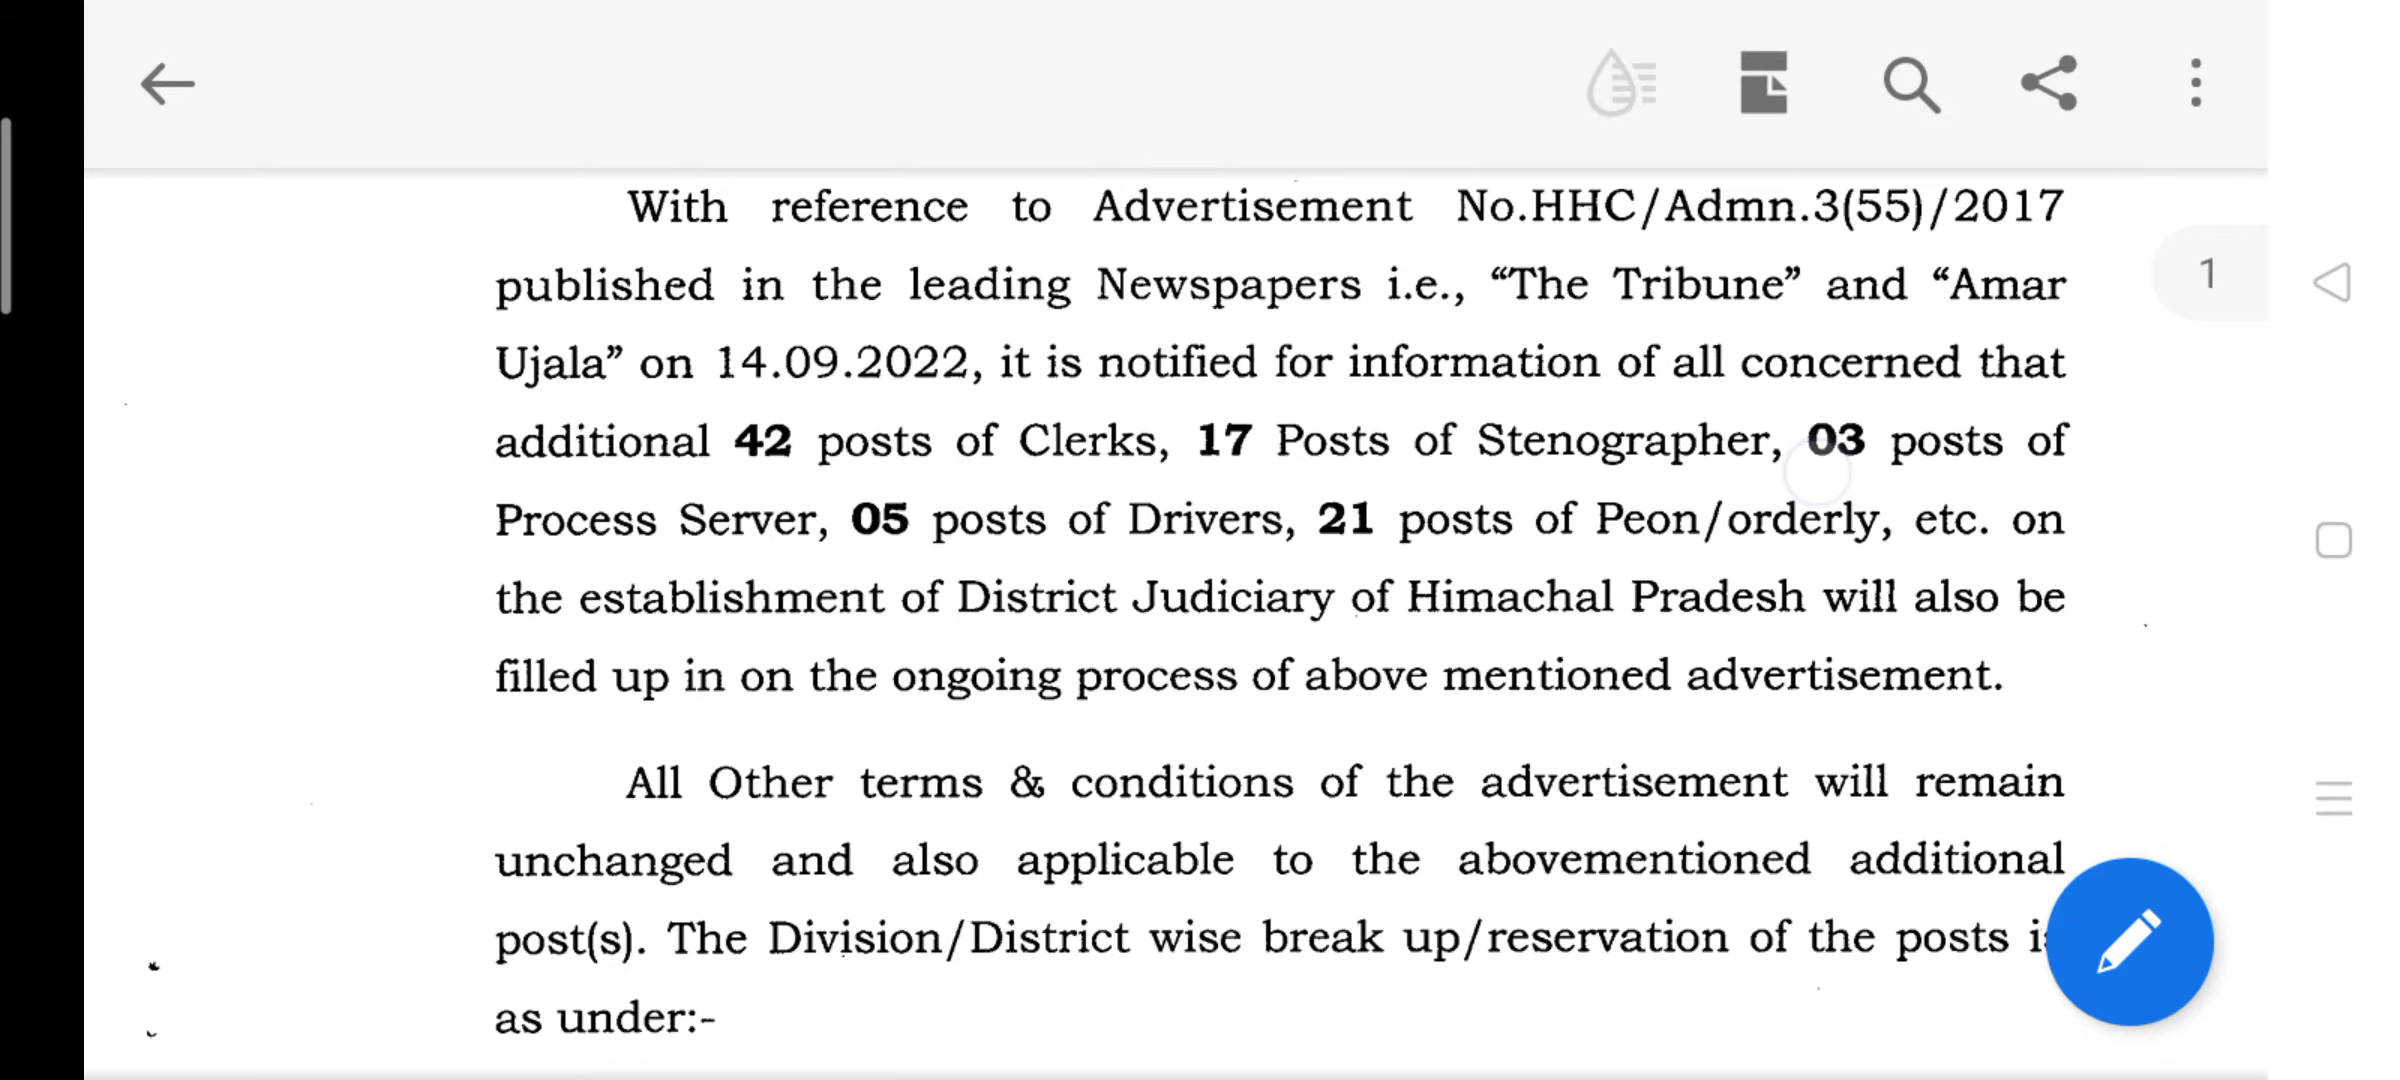 With reference to Advertisement No.HHC/Admn.3(55)/2017
published in the leading Newspapers i.e., “The Tribune” and “Amar
Ujala” on 14.09.2022, it is notified for information of all concerned that
additional 42 posts of Clerks, 17 Posts of Stenographer, 03 posts of
Process Server, 05 posts of Drivers, 21 posts of Peon/orderly, etc. on
the establishment of District Judiciary of Himachal Pradesh will also be
filled up in on the ongoing process of above mentioned advertisement.
All Other terms & conditions of the advertisement will remain
unchanged and also applicable to the abovementioned additional
post(s). The Division/District wise break up/reservation of the posts
as under:-
1